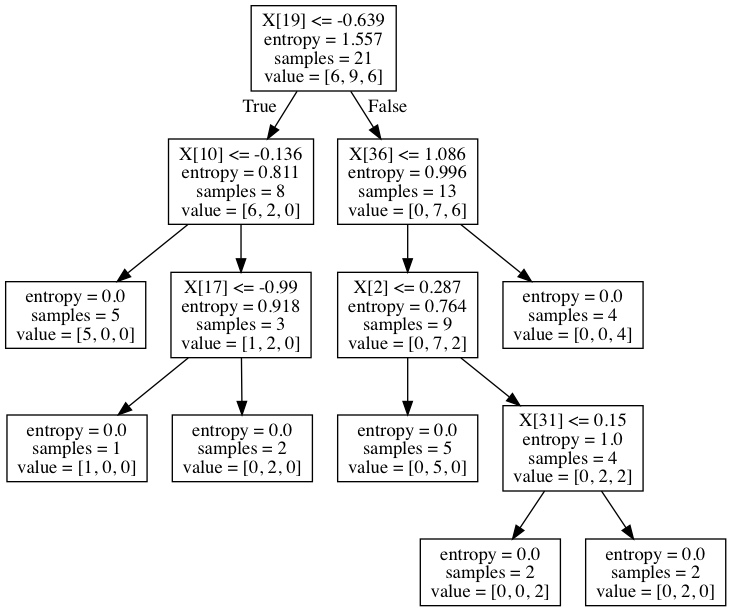 X[19] <= -0.639
entropy = 1.557
samples = 21
value = [6, 9, 6]
True
False
X[10] <= -0.136
entropy = 0.811
samples = 8
value = [6, 2, 0]
X[36] <= 1.086
entropy = 0.996
samples = 13
value = [0, 7, 6]
entropy = 0.0
samples = 5
value = [5, 0, 0]
X[17] <= -0.99
entropy = 0.918
samples = 3
value = [1, 2, 0]
X[2] <= 0.287
entropy = 0.764
samples = 9
value = [0, 7, 2]
entropy = 0.0
samples = 4
value = [0, 0, 4]
entropy = 0.0
samples = 1
value = [1, 0, 0]
entropy = 0.0
samples = 2
value = [0, 2, 0]
entropy = 0.0
samples = 5
value = [0, 5, 0]
X[31] <= 0.15
entropy = 1.0
samples = 4
value = [0, 2, 2]
entropy = 0.0
samples = 2
value = [0, 0, 2]
entropy = 0.0
samples = 2
value = [0, 2, 0]